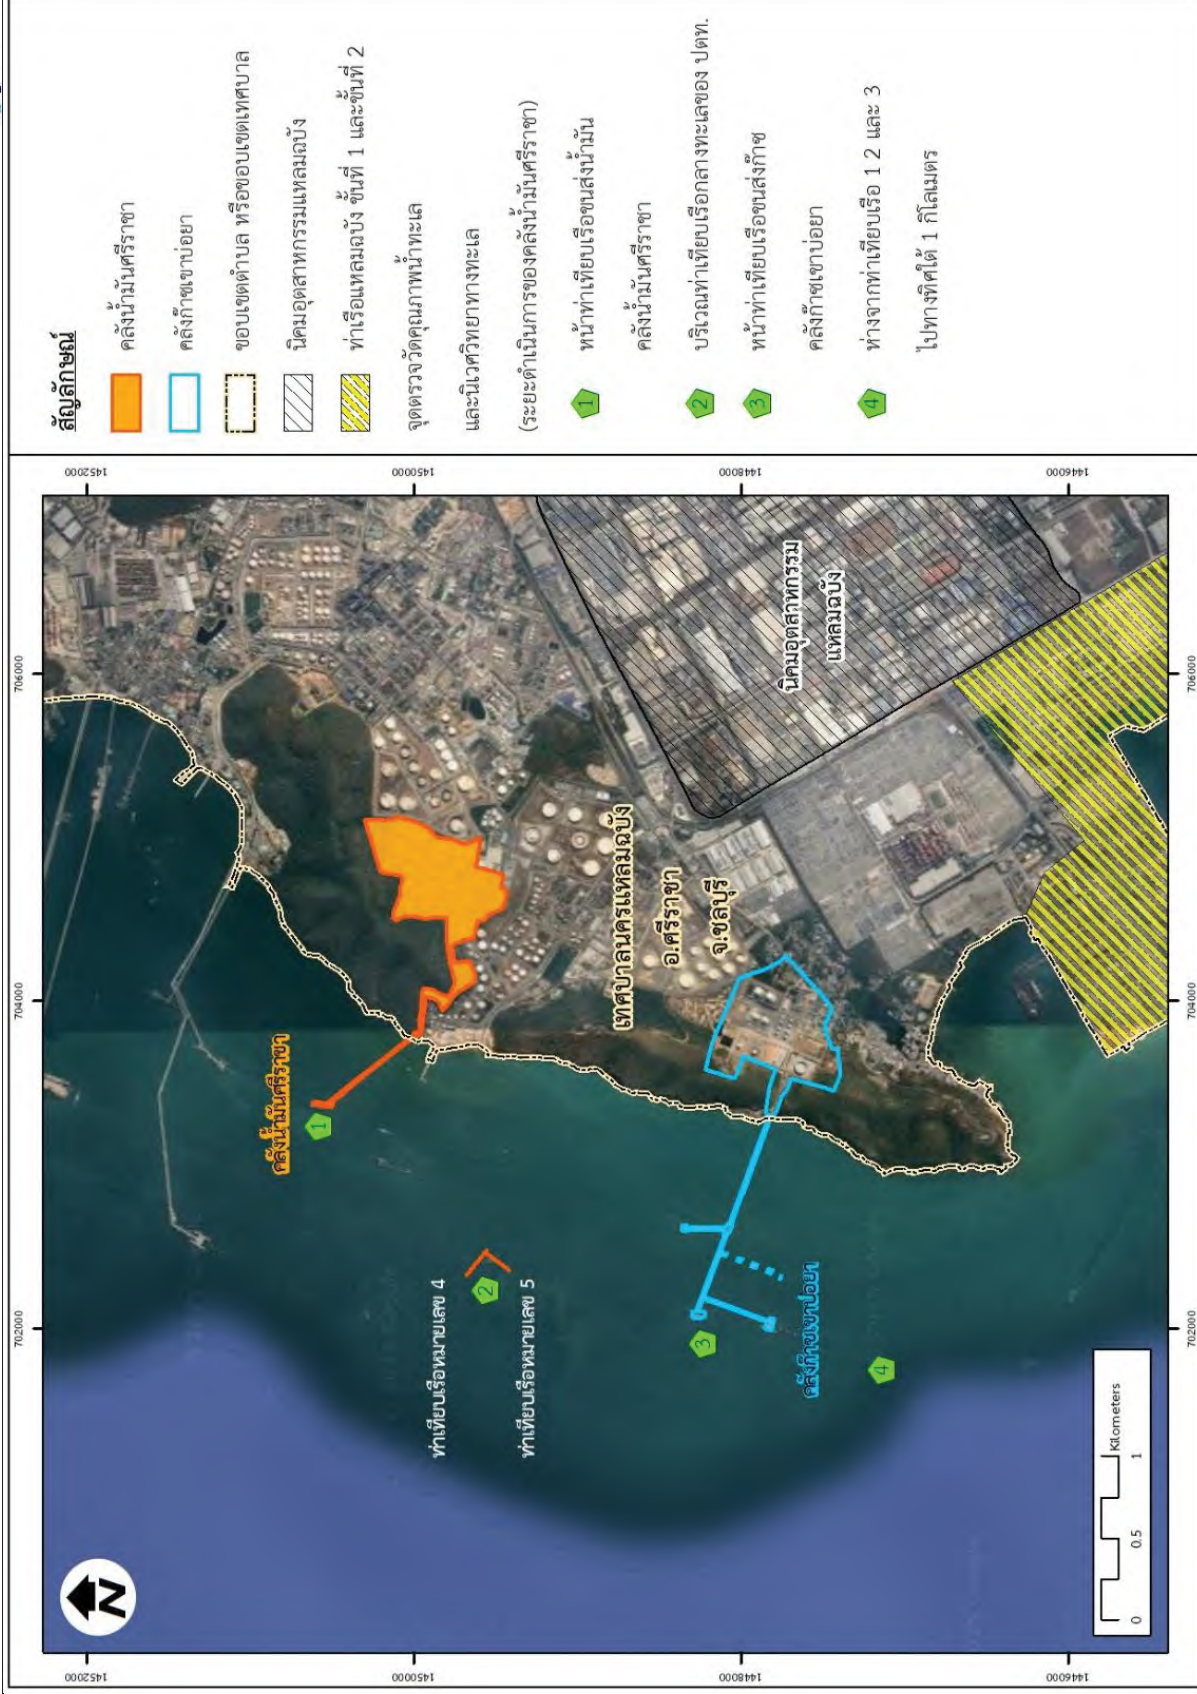 สัญลักษณ์
คลังน้ำมันศรีราชา
คลังก๊าซเขาบ่อยา
ขอบเขตตำบล หรือขอบเขตเทศบาล
นิคมอุตสาหกรรมแหลมฉบัง
ท่าเรือแหลมฉบัง ขั้นที่ 1 และขั้นที่ 2
จุดตรวจวัดคุณภาพน้ำทะเล
และนิเวศวิทยาทางทะเล
(ระยะดำเนินการของคลังน้ำมันศรีราชา)
1 หน้าท่าเทียบเรือขนส่งน้ำมัน
คลังน้ำมันศรีราชา
2 บริเวณท่าเทียบเรือกลางทะเลของ ปตท.
3 หน้าท่าเทียบเรือขนส่งก๊าซ
คลังก๊าซเขาบ่อยา
4 ห่างจากท่าเทียบเรือ 1 2 และ 3
ไปทางทิศใต้ 1 กิโลเมตร
N
702000
704000
706000
1452000
1450000
1448000
1446000
1452000
1450000
1448000
1446000
702000
704000
706000
คลังน้ำมันศรีราชา
1
ท่าเทียบเรือหมายเลข 4
2
ท่าเทียบเรือหมายเลข 5
เทศบาลนครแหลมฉบัง
อ.ศรีราชา
จ.ชลบุรี
นิคมอุตสาหกรรม
แหลมฉบัง
3
คลังก๊าซเขาบ่อยา
4
Kilometers
0 0.5 1